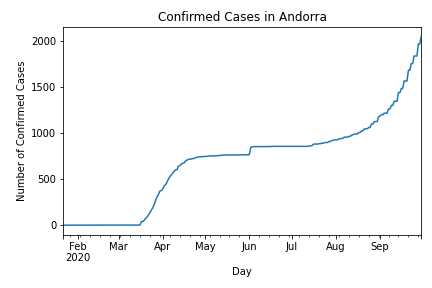 Confirmed Cases in Andorra
Number of Confirmed Cases
2000
1500
1000
500
0
Feb Mar Apr May Jun Jul Aug Sep
2020
Day